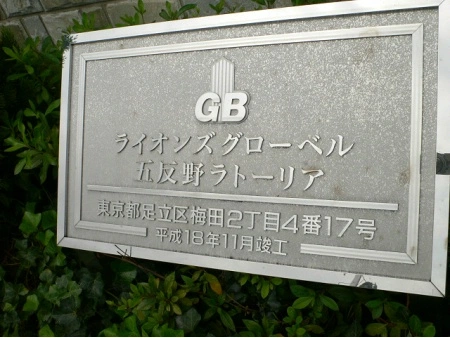 GB
ライオンズグローベル
五反野ラトーリア
東京都足立区梅田2丁目4番17号
平成18年11月竣工